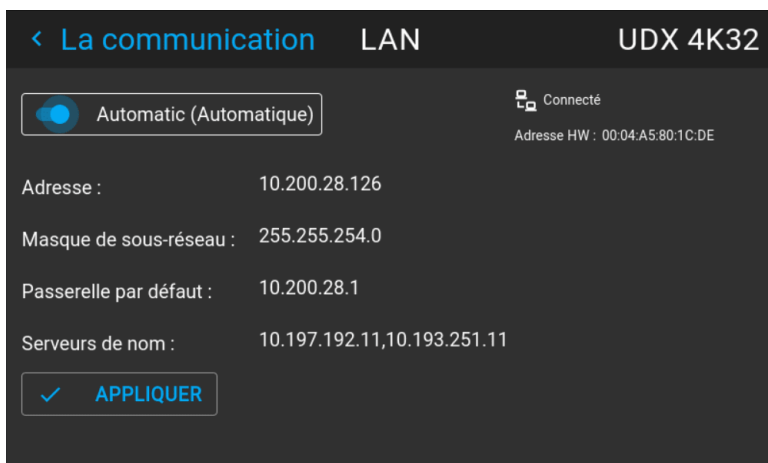 La communication LAN UDX 4K32
Automatic (Automatique)
Connecté
Adresse HW : 00:04:A5:80:1C:DE
Adresse : 10.200.28.126
Masque de sous-réseau : 255.255.254.0
Passerelle par défaut : 10.200.28.1
Serveurs de nom : 10.197.192.11,10.193.251.11
APPLIQUER